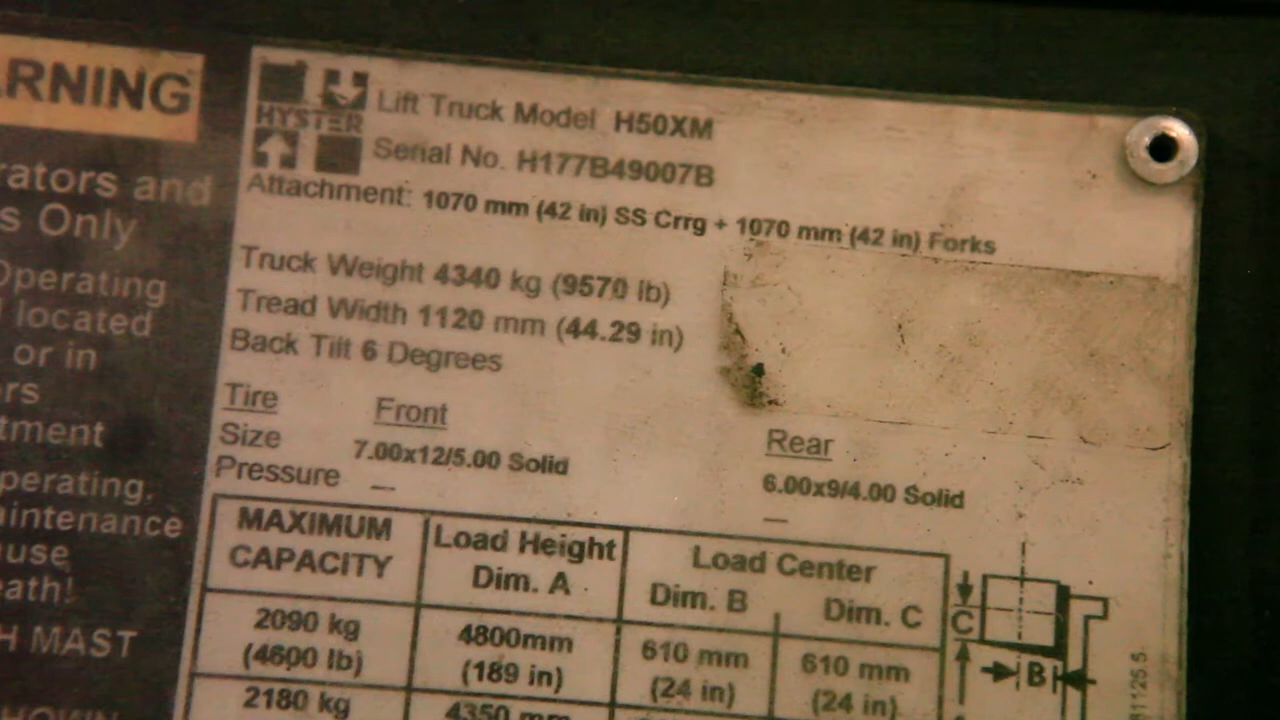 RNING
rators and
s Only
Operating
located
or in
rs
tment
perating,
aintenance
ause
eath!
H MAST
HYSTER
Lift Truck Model H50XM
Serial No. H177B49007B
Attachment: 1070 mm (42 in) SS Crrg + 1070 mm (42 in) Forks
Truck Weight 4340 kg (9570 lb)
Tread Width 1120 mm (44.29 in)
Back Tilt 6 Degrees
Tire Front Rear
Size 7.00x12/5.00 Solid 6.00x9/4.00 Solid
Pressure — —
MAXIMUM CAPACITY Load Height Dim. A Load Center Dim. B Dim. C
2090 kg 4800mm 610 mm 610 mm
(4600 lb) (189 in) (24 in) (24 in)
2180 kg 4350 mm
C
B